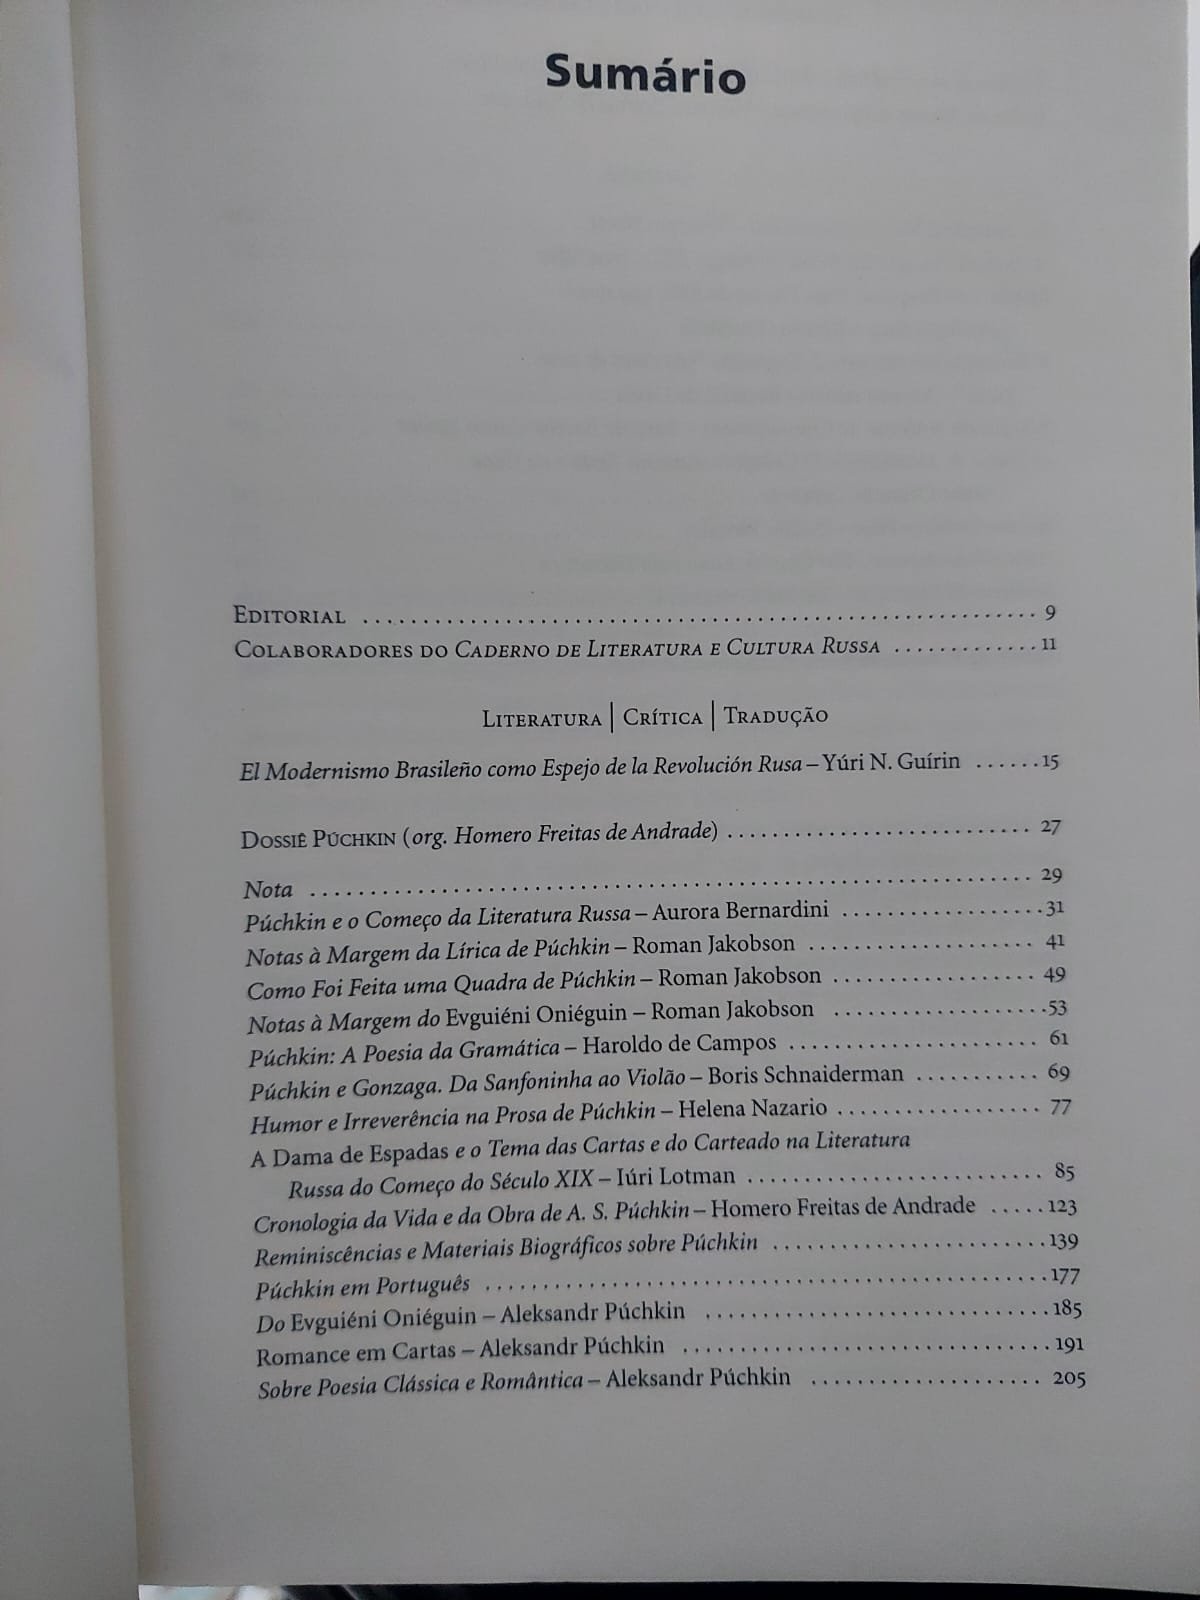 Sumário
Editorial . . . . . . . . . . . . . . . . . . . . . . . . . . . . . . . . . . . . . . . . . . . . . . . . . . . . . . . . 9
Colaboradores do Caderno de Literatura e Cultura Russa . . . . . . . . . . . . 11
Literatura | Crítica | Tradução
El Modernismo Brasileño como Espejo de la Revolución Rusa – Yúri N. Guírin . . . . . . 15
Dossiê Púchkin (org. Homero Freitas de Andrade) . . . . . . . . . . . . . . . . . . . . . . . . . . 27
Nota . . . . . . . . . . . . . . . . . . . . . . . . . . . . . . . . . . . . . . . . . . . . . . . . . . . . . . . . . . . . 29
Púchkin e o Começo da Literatura Russa – Aurora Bernardini . . . . . . . . . . . . . . . . . 31
Notas à Margem da Lírica de Púchkin – Roman Jakobson . . . . . . . . . . . . . . . . . . . 41
Como Foi Feita uma Quadra de Púchkin – Roman Jakobson . . . . . . . . . . . . . . . . . 49
Notas à Margem do Evguiéni Oniéguin – Roman Jakobson . . . . . . . . . . . . . . . . . . 53
Púchkin: A Poesia da Gramática – Haroldo de Campos . . . . . . . . . . . . . . . . . . . . . 61
Púchkin e Gonzaga. Da Sanfoninha ao Violão – Boris Schnaiderman . . . . . . . . . . . 69
Humor e Irreverência na Prosa de Púchkin – Helena Nazario . . . . . . . . . . . . . . . . . 77
A Dama de Espadas e o Tema das Cartas e do Carteado na Literatura
Russa do Começo do Século XIX – Iúri Lotman . . . . . . . . . . . . . . . . . . . . . . . . . 85
Cronologia da Vida e da Obra de A. S. Púchkin – Homero Freitas de Andrade . . . . . 123
Reminiscências e Materiais Biográficos sobre Púchkin . . . . . . . . . . . . . . . . . . . . . . . 139
Púchkin em Português . . . . . . . . . . . . . . . . . . . . . . . . . . . . . . . . . . . . . . . . . . . . . . . 177
Do Evguiéni Oniéguin – Aleksandr Púchkin . . . . . . . . . . . . . . . . . . . . . . . . . . . . . 185
Romance em Cartas – Aleksandr Púchkin . . . . . . . . . . . . . . . . . . . . . . . . . . . . . . . 191
Sobre Poesia Clássica e Romântica – Aleksandr Púchkin . . . . . . . . . . . . . . . . . . . . 205